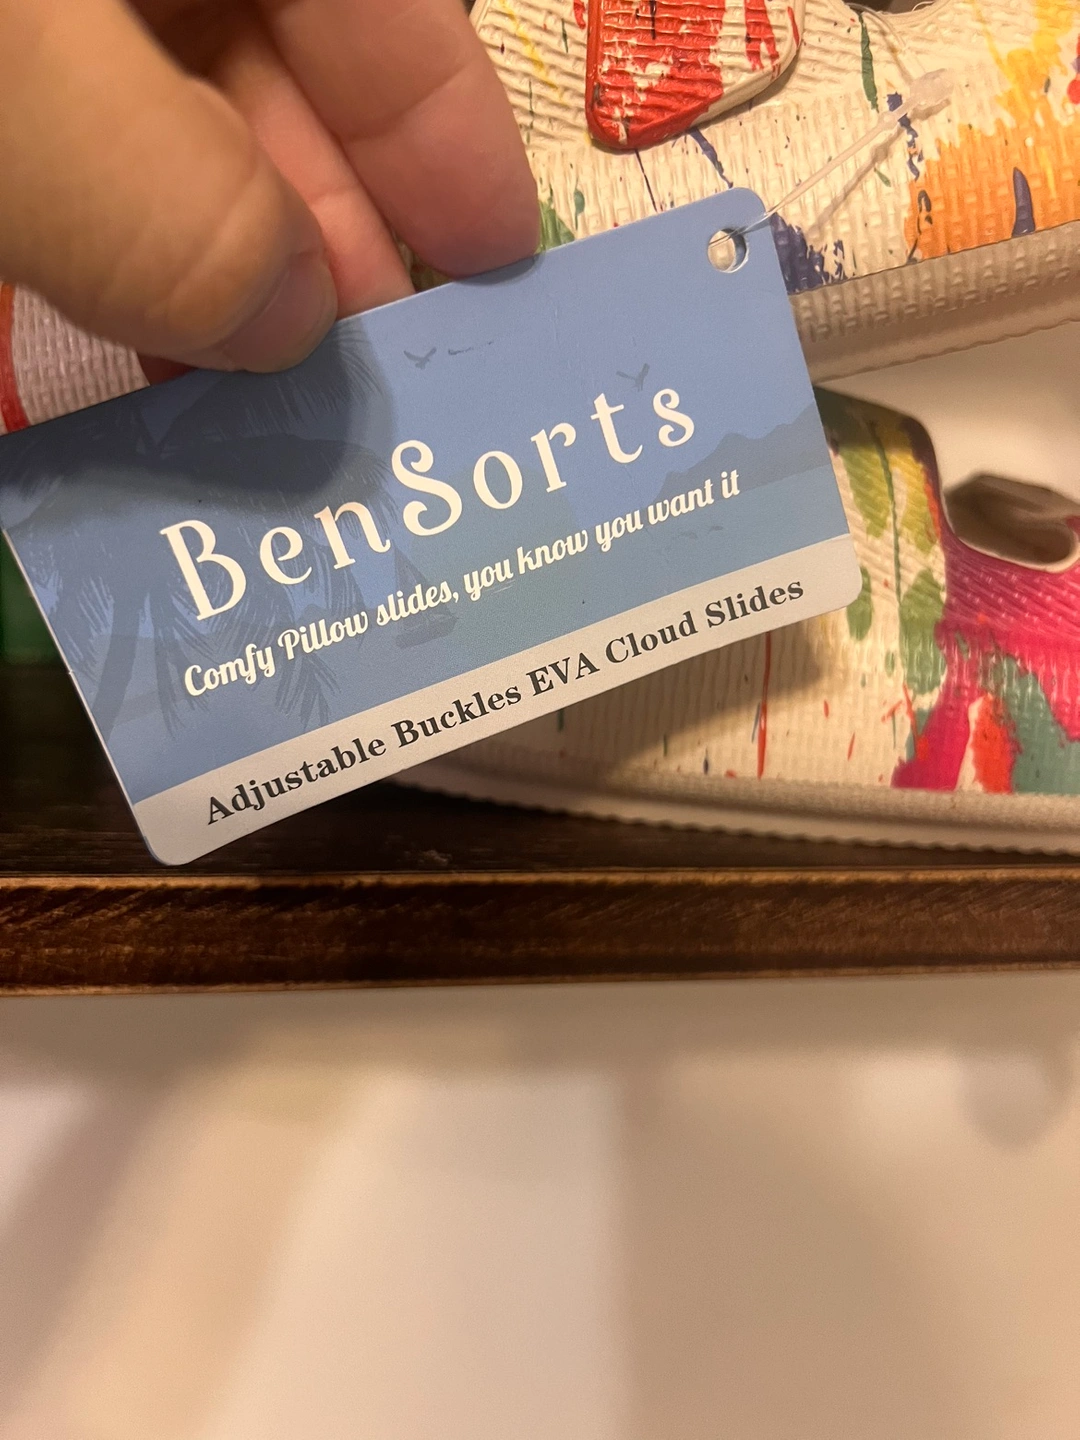 BenSorts
Comfy Pillow slides, you know you want it
Adjustable Buckles EVA Cloud Slides